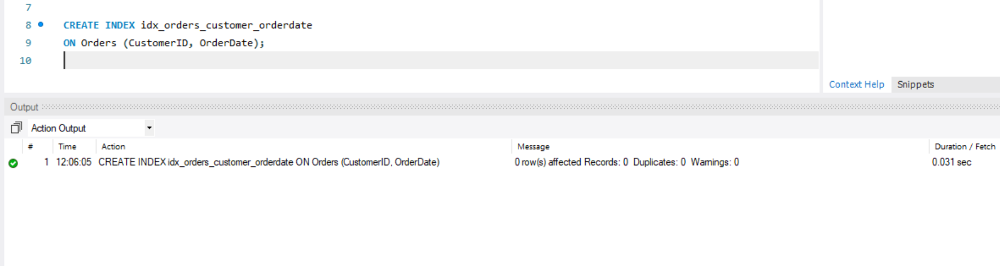 7
8 CREATE INDEX idx_orders_customer_orderdate
9 ON Orders (CustomerID, OrderDate);
10
Context Help Snippets
Output
Action Output
# Time Action Message Duration / Fetch
1 12:06:05 CREATE INDEX idx_orders_customer_orderdate ON Orders (CustomerID, OrderDate) 0 row(s) affected Records: 0 Duplicates: 0 Warnings: 0 0.031 sec